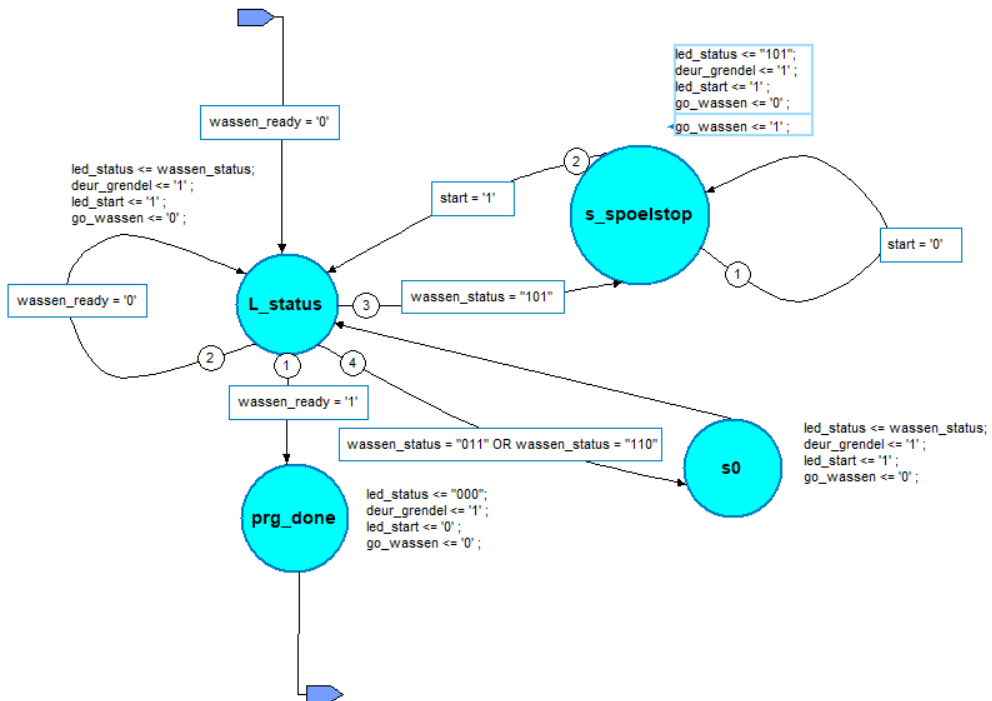 wassen_ready = '0'
led_status <= "101";
deur_grendel <= '1' ;
led_start <= '1' ;
go_wassen <= '0' ;
go_wassen <= '1' ;
led_status <= wassen_status;
deur_grendel <= '1' ;
led_start <= '1' ;
go_wassen <= '0' ;
2
start = '1'
s_spoelstop
start = '0'
1
wassen_ready = '0'
L_status
3
wassen_status = "101"
2
1
4
wassen_ready = '1'
wassen_status = "011" OR wassen_status = "110"
s0
led_status <= wassen_status;
deur_grendel <= '1' ;
led_start <= '1' ;
go_wassen <= '0' ;
prg_done
led_status <= "000";
deur_grendel <= '1' ;
led_start <= '0' ;
go_wassen <= '0' ;